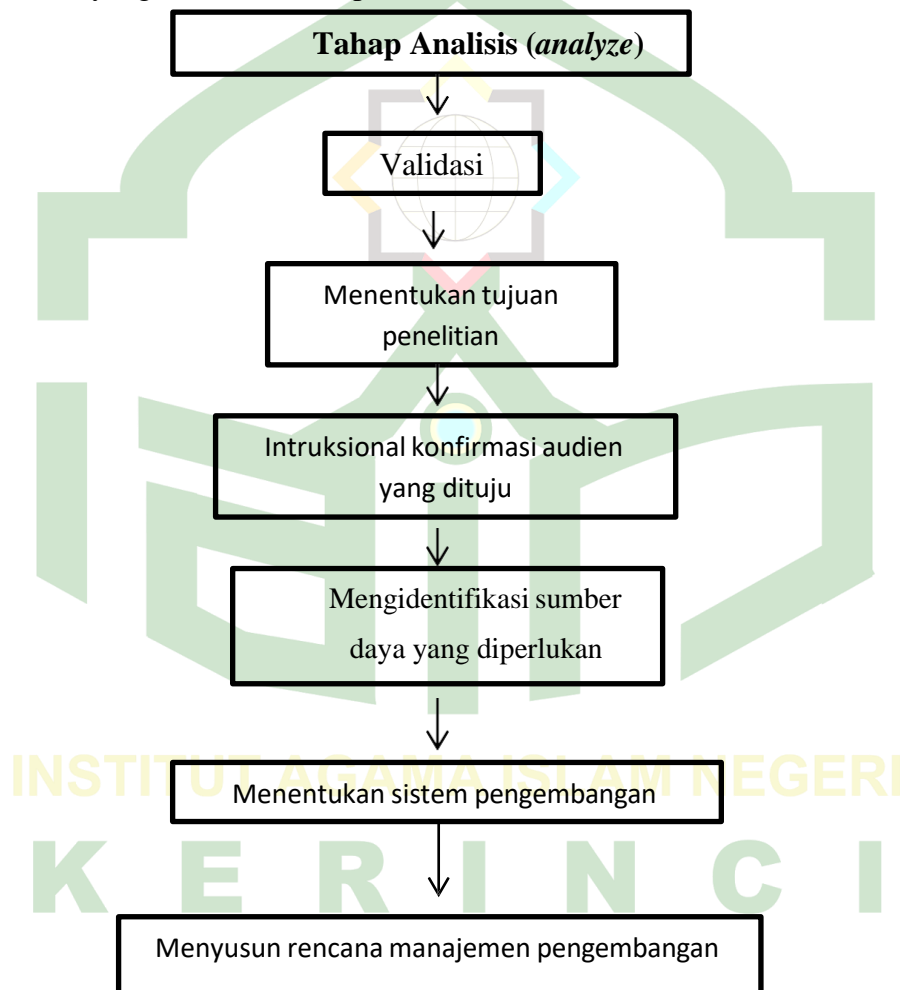 Tahap Analisis (analyze)
Validasi
Menentukan tujuan
penelitian
Intruksional konfirmasi audien
yang dituju
Mengidentifikasi sumber
daya yang diperlukan
INSTITUT AGAMA ISLAM NEGERI
Menentukan sistem pengembangan
KERINCI
Menyusun rencana manajemen pengembangan